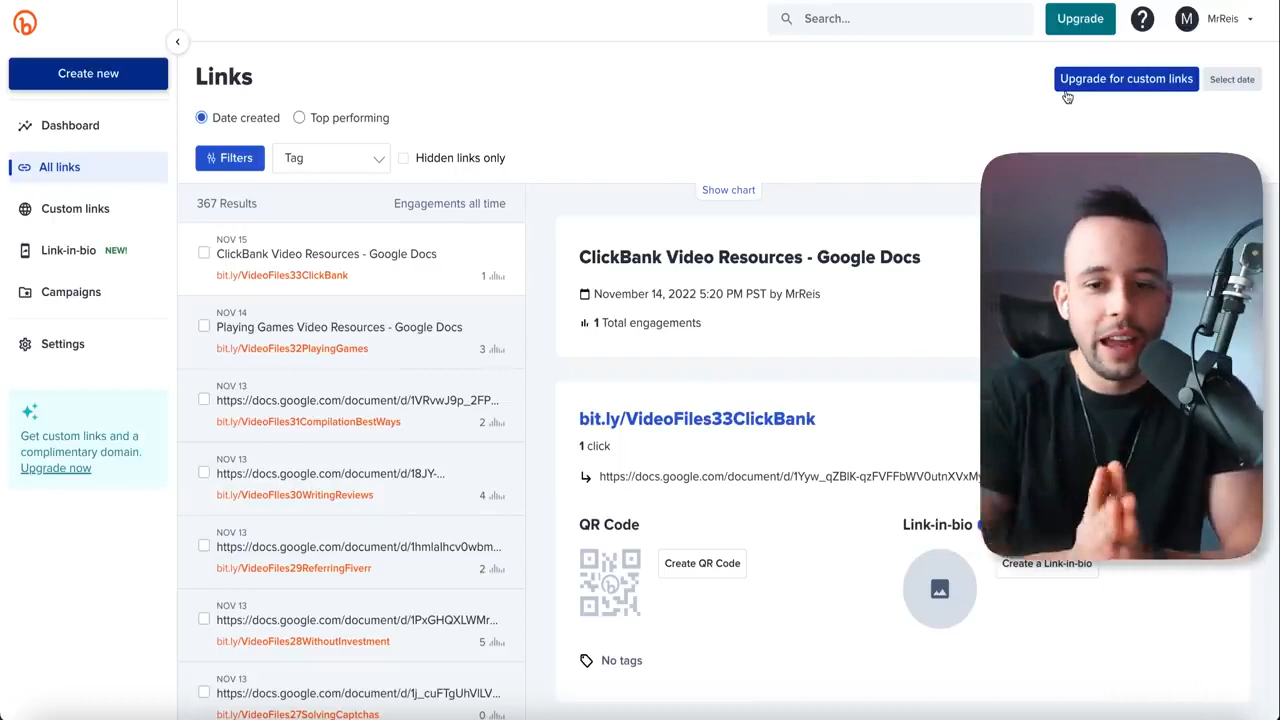 Search...
Upgrade
?
M
MrReis
Create new
Links
Upgrade for custom links
Select date
Dashboard
Date created
Top performing
All links
Filters
Tag
Hidden links only
Custom links
Show chart
367 Results
Engagements all time
Link-in-bio NEW!
NOV 15
ClickBank Video Resources - Google Docs
bit.ly/VideoFiles33ClickBank
1
ClickBank Video Resources - Google Docs
November 14, 2022 5:20 PM PST by MrReis
1 Total engagements
Campaigns
NOV 14
Playing Games Video Resources - Google Docs
bit.ly/VideoFiles32PlayingGames
3
Settings
NOV 13
https://docs.google.com/document/d/1VRvwJ9p_2FP...
bit.ly/VideoFiles31CompilationBestWays
2
Get custom links and a
complimentary domain.
Upgrade now
bit.ly/VideoFiles33ClickBank
1 click
https://docs.google.com/document/d/1Yyw_qZBlK-qzFVFFbWV0utnXVxM
NOV 13
https://docs.google.com/document/d/18JY-...
bit.ly/VideoFiles30WritingReviews
4
QR Code
Link-in-bio
Create QR Code
Create a Link-in-bio
NOV 13
https://docs.google.com/document/d/1hmlalhcv0wbm...
bit.ly/VideoFiles29ReferringFiverr
2
NOV 13
https://docs.google.com/document/d/1PxGHQXLWMr...
bit.ly/VideoFiles28WithoutInvestment
5
No tags
NOV 13
https://docs.google.com/document/d/1j_cuFTgUhVlLV...
bit.ly/VideoFiles27SolvingCaptchas
0